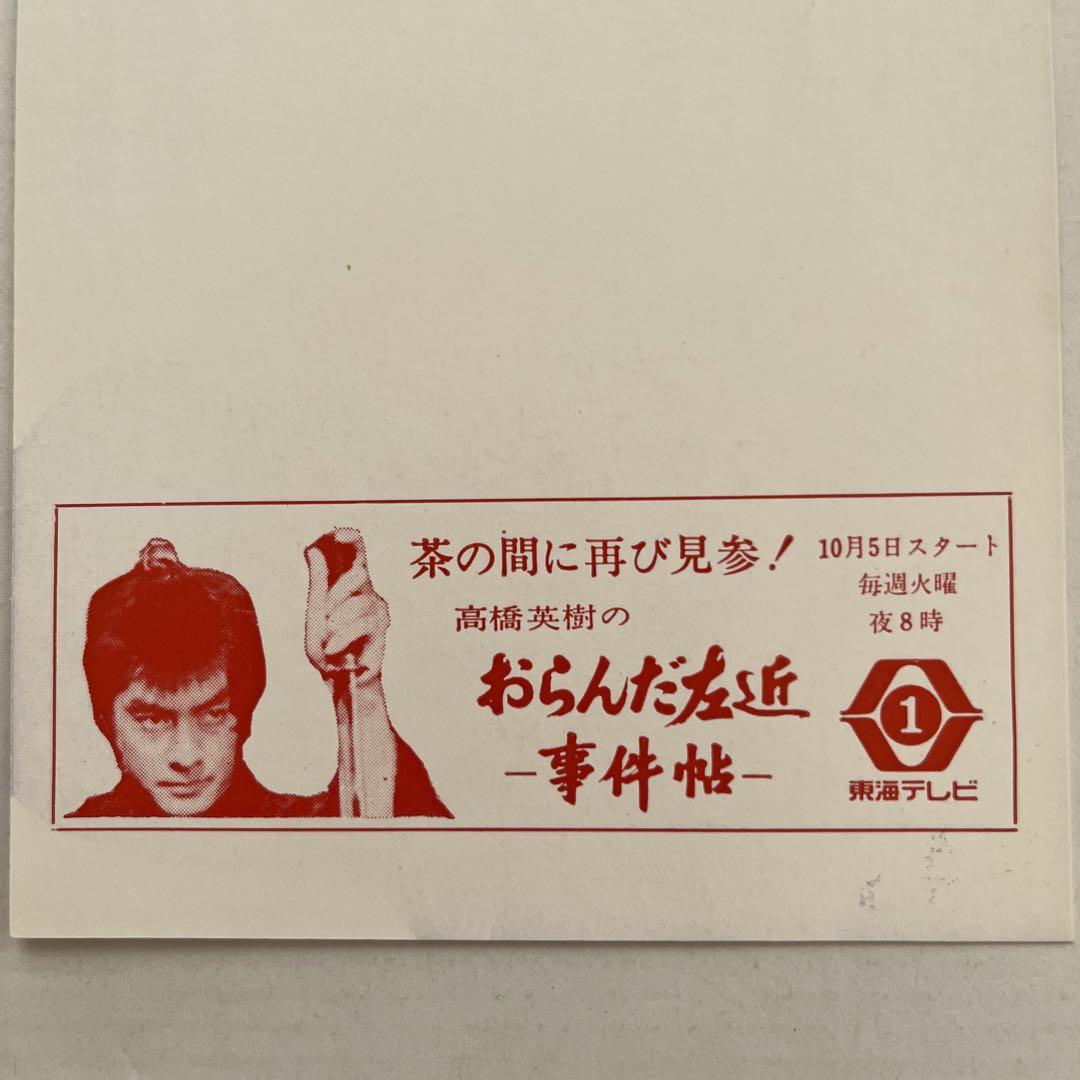 茶の間に再び見参！
高橋英樹の
おらんだ左近
―事件帖―
10月5日スタート
毎週火曜
夜8時
1
東海テレビ